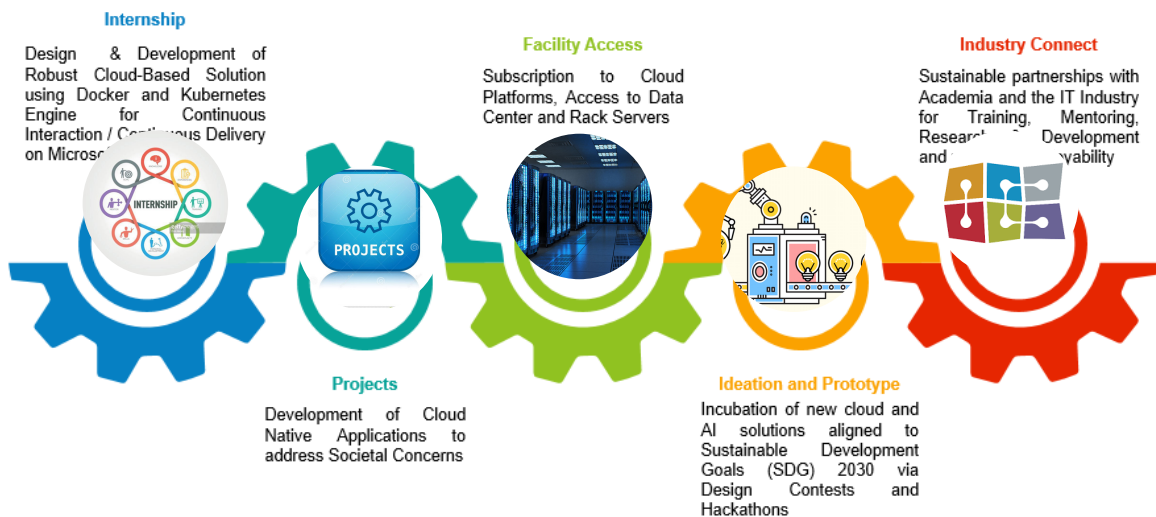 Internship
Design & Development of
Robust Cloud-Based Solution
using Docker and Kubernetes
Engine for Continuous
Interaction / Continuous Delivery
on Microsoft
INTERNSHIP
Projects
Development of Cloud
Native Applications to
address Societal Concerns
PROJECTS
Facility Access
Subscription to Cloud
Platforms, Access to Data
Center and Rack Servers
Ideation and Prototype
Incubation of new cloud and
AI solutions aligned to
Sustainable Development
Goals (SDG) 2030 via
Design Contests and
Hackathons
Industry Connect
Sustainable partnerships with
Academia and the IT Industry
for Training, Mentoring,
Research & Development
and